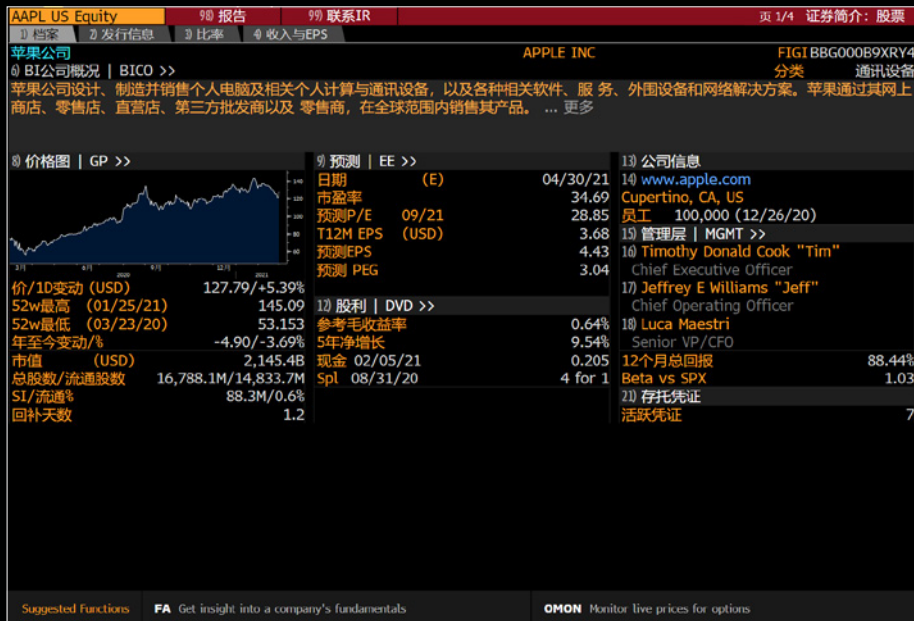 AAPL US Equity 98) 报告 99) 联系IR 页 1/4 证券简介：股票
1) 档案 2) 发行信息 3) 比率 4) 收入与EPS
苹果公司 APPLE INC FIGI BBG000B9XRY4
6) BI公司概况 | BICO >> 分类 通讯设备
苹果公司设计、制造并销售个人电脑及相关个人计算与通讯设备，以及各种相关软件、服 务、外围设备和网络解决方案。苹果通过其网上
商店、零售店、直营店、第三方批发商以及 零售商，在全球范围内销售其产品。 ... 更多
8) 价格图 | GP >>
140
120
100
80
60
3月 6月 9月 12月
2020 2021
价/1D变动 (USD) 127.79/+5.39%
52w最高 (01/25/21) 145.09
52w最低 (03/23/20) 53.153
年至今变动/% -4.90/-3.69%
市值 (USD) 2,145.4B
总股数/流通股数 16,788.1M/14,833.7M
SI/流通% 88.3M/0.6%
回补天数 1.2
9) 预测 | EE >>
日期 (E) 04/30/21
市盈率 34.69
预测P/E 09/21 28.85
T12M EPS (USD) 3.68
预测EPS 4.43
预测 PEG 3.04
12) 股利 | DVD >>
参考毛收益率 0.64%
5年净增长 9.54%
现金 02/05/21 0.205
Spl 08/31/20 4 for 1
13) 公司信息
14) www.apple.com
Cupertino, CA, US
员工 100,000 (12/26/20)
15) 管理层 | MGMT >>
16) Timothy Donald Cook "Tim"
Chief Executive Officer
17) Jeffrey E Williams "Jeff"
Chief Operating Officer
18) Luca Maestri
Senior VP/CFO
12个月总回报 88.44%
Beta vs SPX 1.03
21) 存托凭证
活跃凭证 7
Suggested Functions FA Get insight into a company's fundamentals OMON Monitor live prices for options